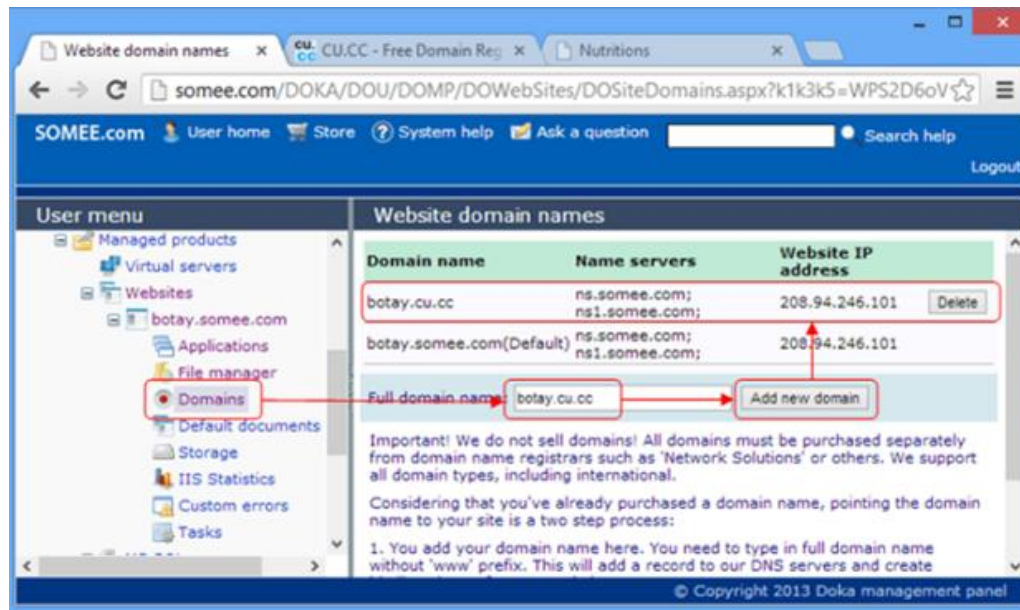 Website domain names
CU.CC - Free Domain Reg
Nutritions
somee.com/DOKA/DOU/DOMP/DOWebSites/DOSiteDomains.aspx?k1k3k5=WPS2D6oV
SOMEE.com User home Store System help Ask a question Search help
Logout
User menu
Managed products
Virtual servers
Websites
botay.somee.com
Applications
File manager
Domains
Default documents
Storage
IIS Statistics
Custom errors
Tasks
Website domain names
Domain name Name servers Website IP address
botay.cu.cc ns.somee.com; ns1.somee.com; 208.94.246.101 Delete
botay.somee.com(Default) ns.somee.com; ns1.somee.com; 208.94.246.101
Full domain name: botay.cu.cc Add new domain
Important! We do not sell domains! All domains must be purchased separately
from domain name registrars such as 'Network Solutions' or others. We support
all domain types, including international.
Considering that you've already purchased a domain name, pointing the domain
name to your site is a two step process:
1. You add your domain name here. You need to type in full domain name
without 'www' prefix. This will add a record to our DNS servers and create
© Copyright 2013 Doka management panel